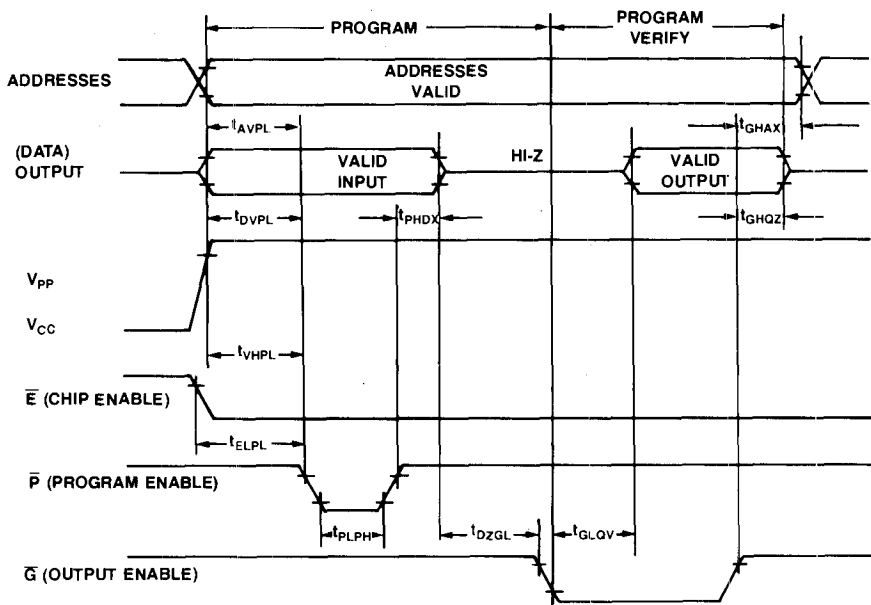 PROGRAM
PROGRAM
VERIFY
ADDRESSES
ADDRESSES
VALID
tAVPL
tGHAX
(DATA)
OUTPUT
VALID
INPUT
HI-Z
VALID
OUTPUT
tDVPL
tPHDX
tGHQZ
VPP
VCC
tVHPL
E̅ (CHIP ENABLE)
tELPL
P̅ (PROGRAM ENABLE)
tPLPH
tDZGL
tGLQV
G̅ (OUTPUT ENABLE)